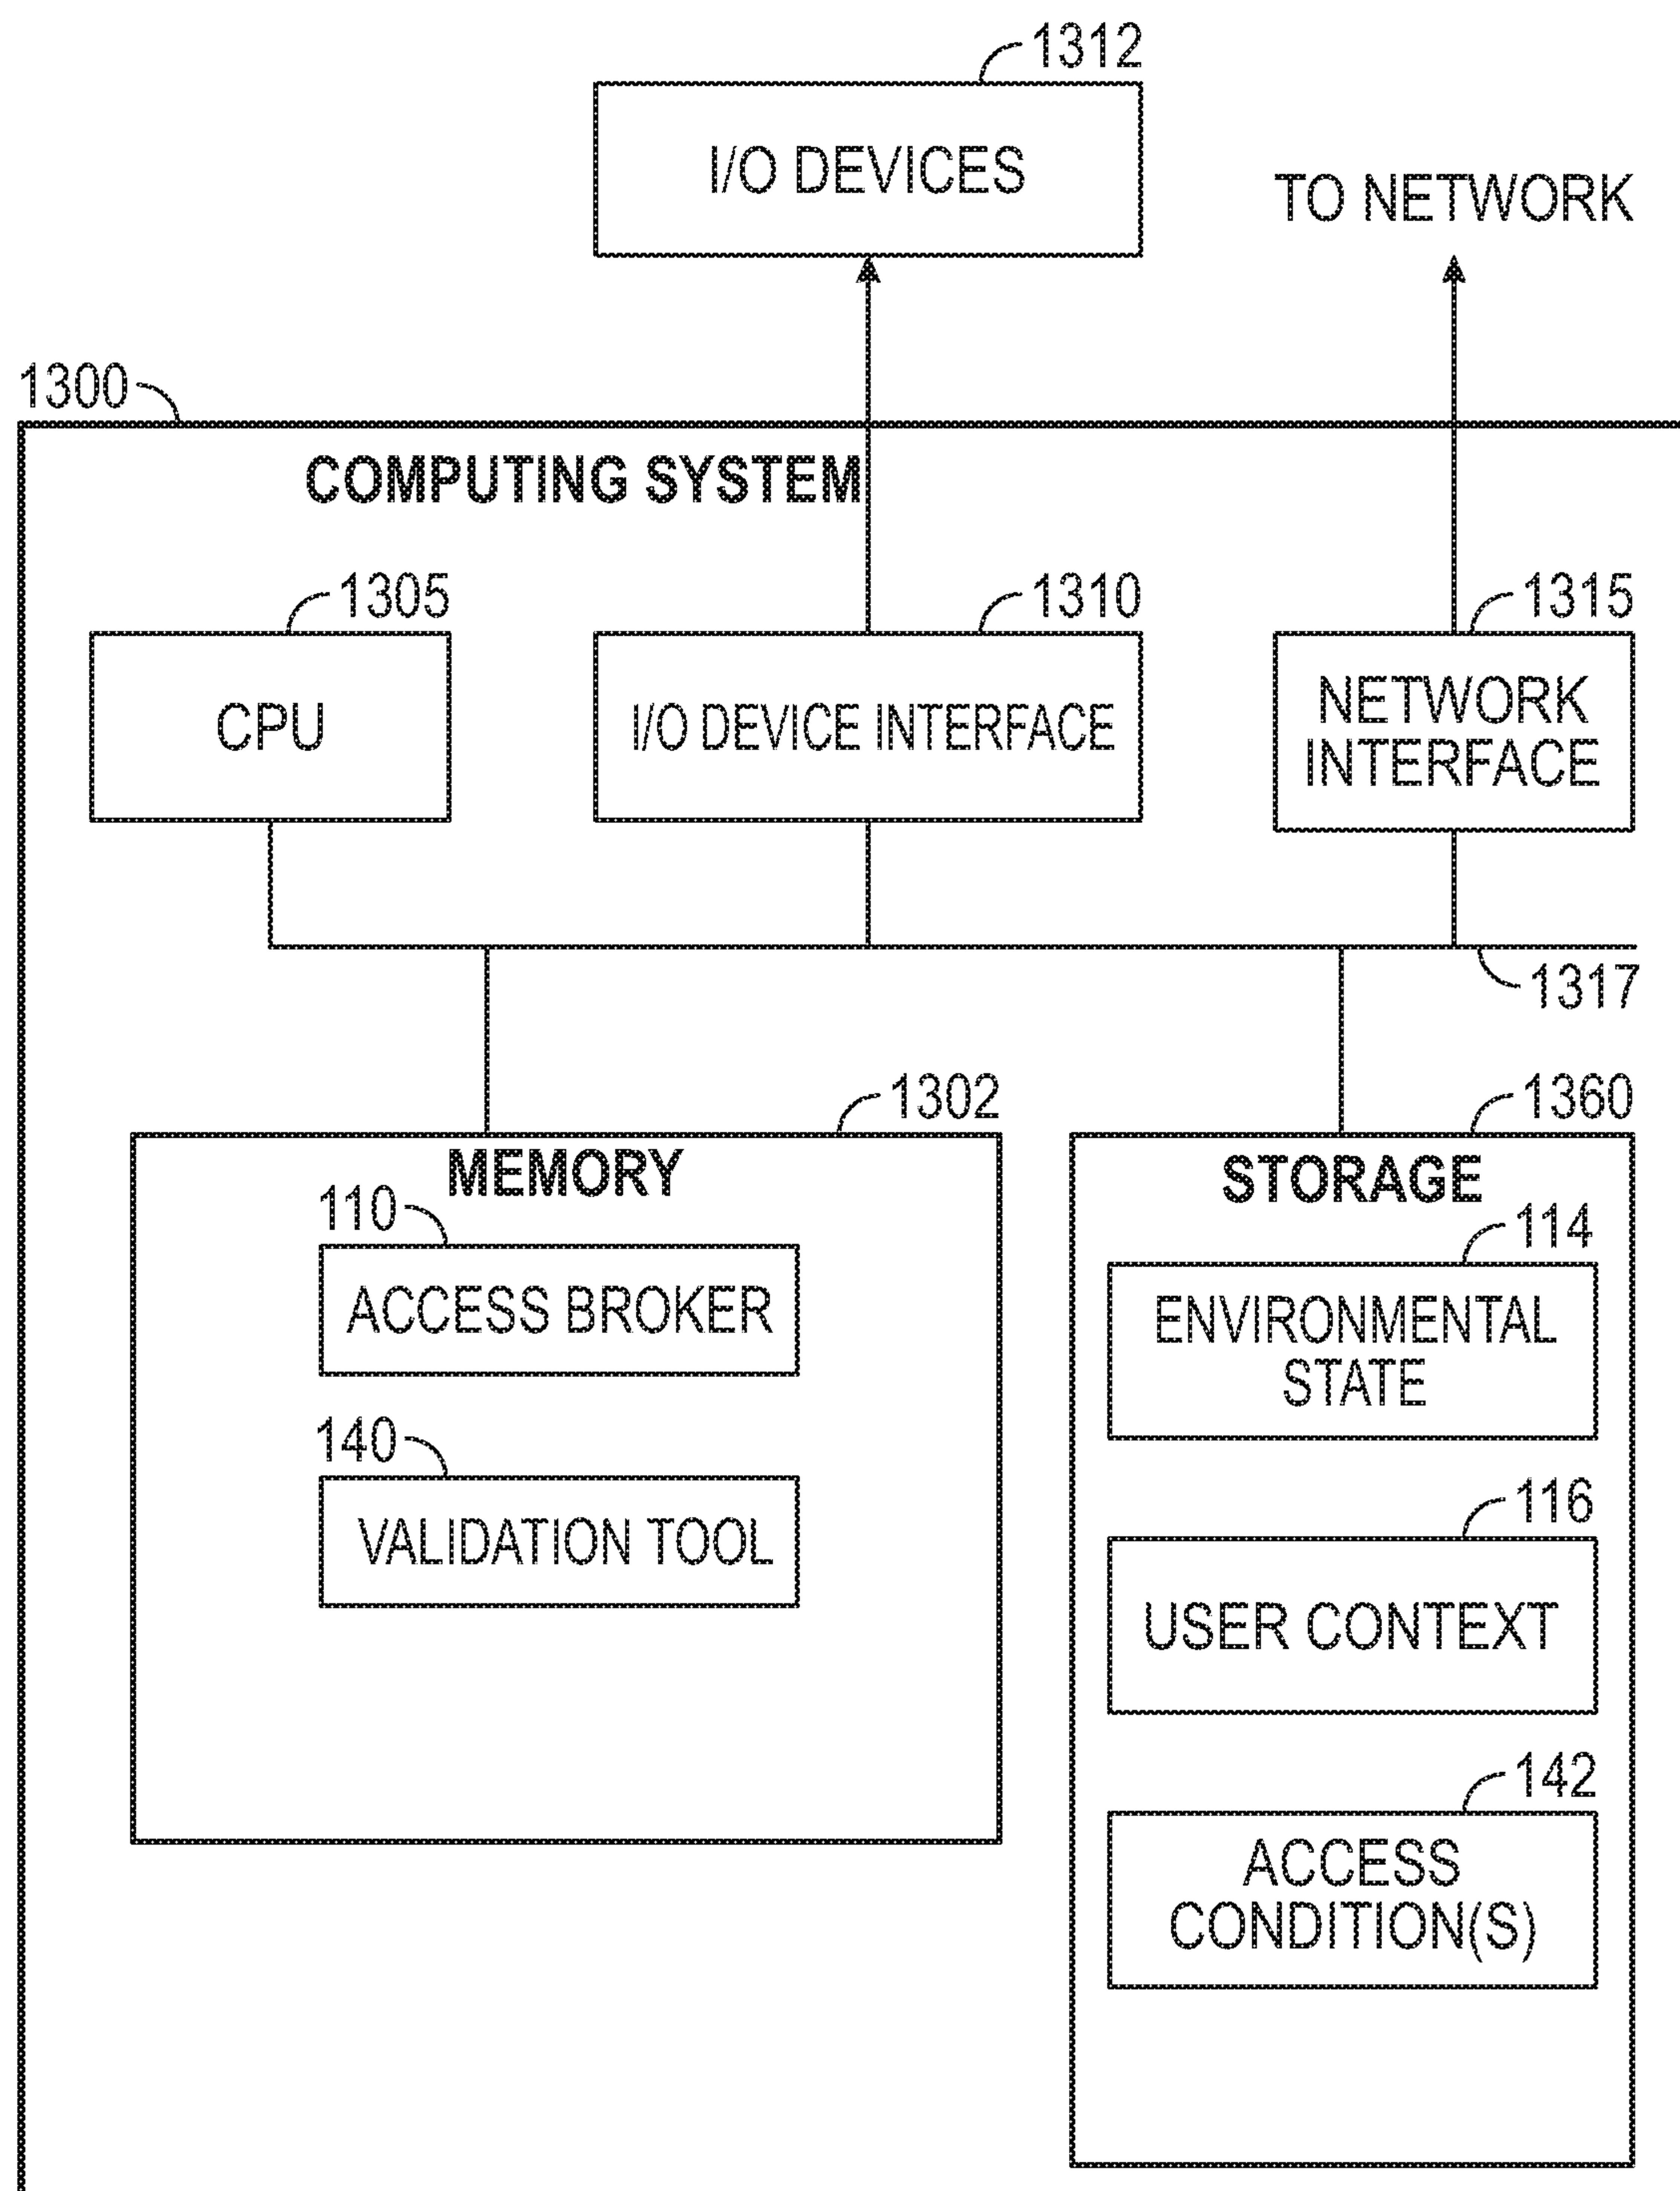 1312
I/O DEVICES
TO NETWORK
1300
COMPUTING SYSTEM
1305
1310
1315
CPU
I/O DEVICE INTERFACE
NETWORK
INTERFACE
1317
1302
1360
MEMORY
STORAGE
110
ACCESS BROKER
140
VALIDATION TOOL
114
ENVIRONMENTAL
STATE
116
USER CONTEXT
142
ACCESS
CONDITION(S)